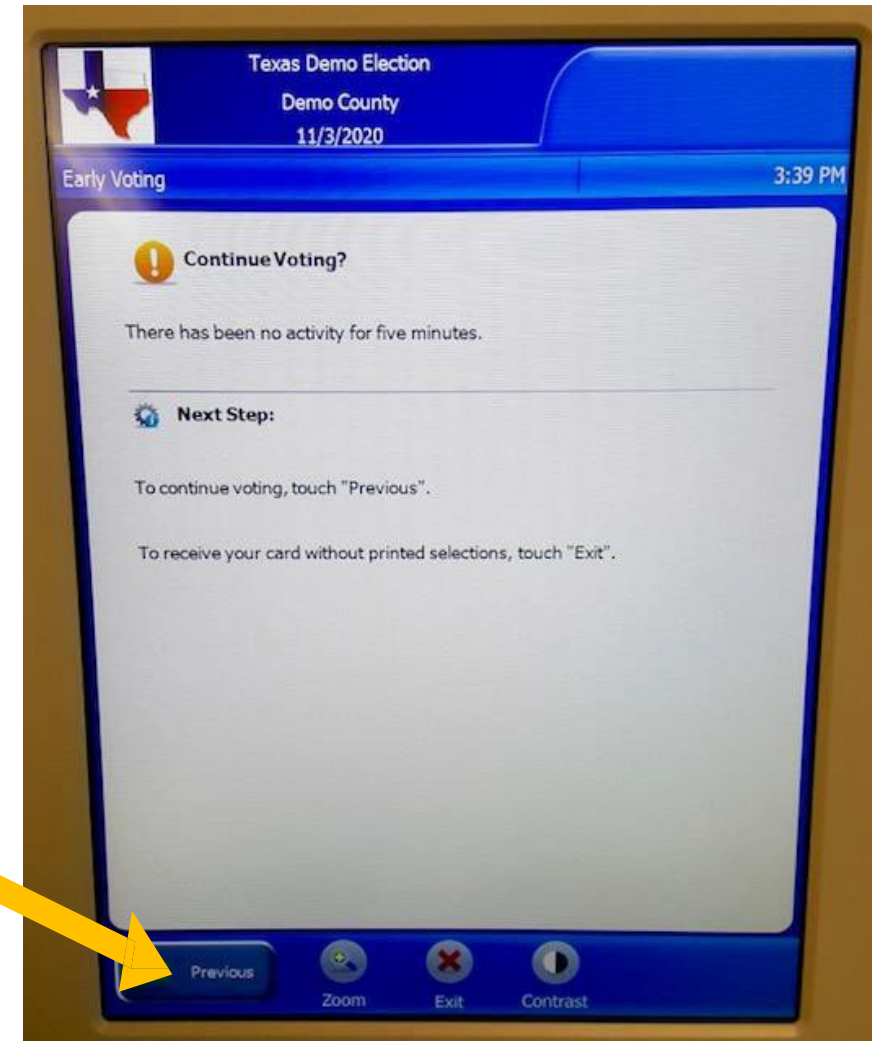 Texas Demo Election
Demo County
11/3/2020
Early Voting
3:39 PM
Continue Voting?
There has been no activity for five minutes.
Next Step:
To continue voting, touch "Previous".
To receive your card without printed selections, touch "Exit".
Previous
Zoom
Exit
Contrast